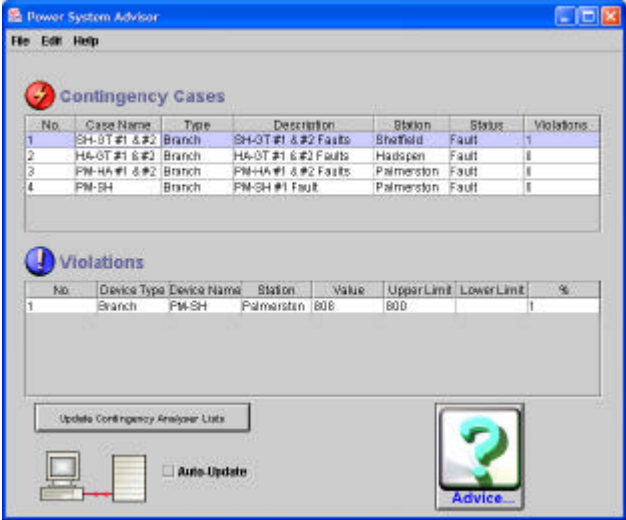 Power System Advisor
File Edit Help
Contingency Cases
No. Case Name Type Description Station Status Violations
1 SH-GT #1 & #2 Branch SH-GT #1 & #2 Faults Sheffield Fault 1
2 HA-GT #1 & #2 Branch HA-GT #1 & #2 Faults Hadspen Fault
3 PM-HA #1 & #2 Branch PM-HA #1 & #2 Faults Palmerston Fault
4 PM-SH Branch PM-SH #1 Fault Palmerston Fault
Violations
No. Device Type Device Name Station Value Upper Limit Lower Limit %
1 Branch PM-SH Palmerston 800 1
Update Contingency Analyser Lists
Auto-Update
Advice...